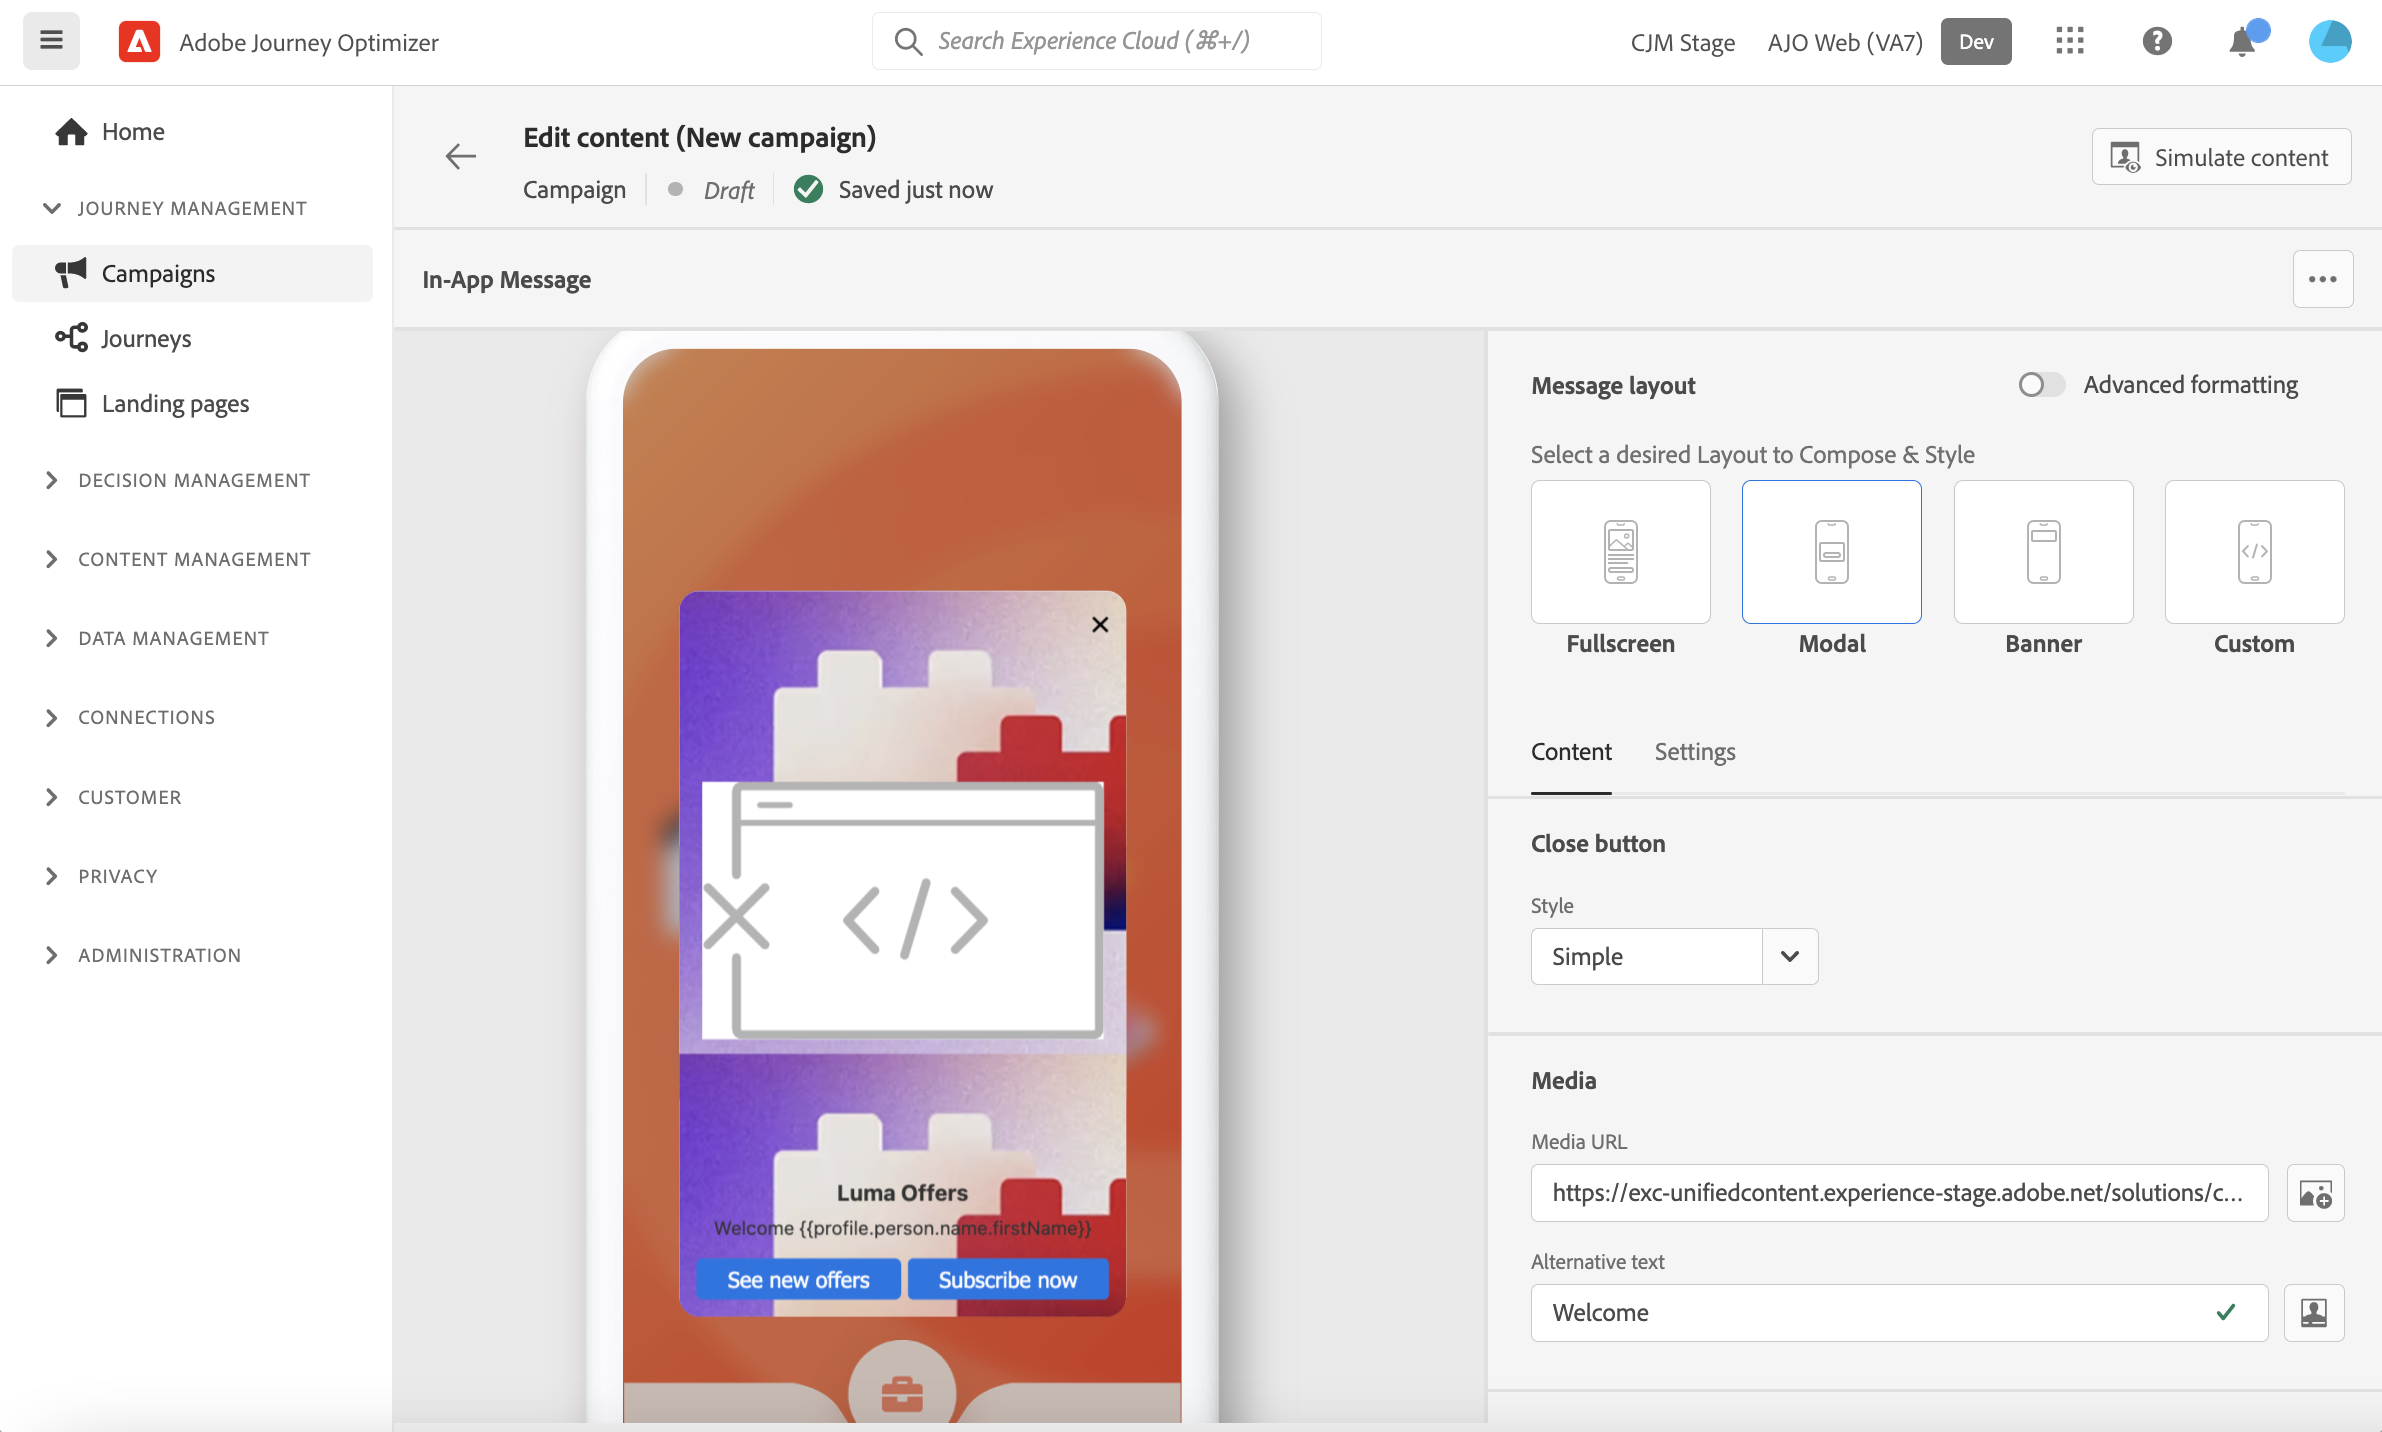 Adobe Journey Optimizer
Search Experience Cloud (⌘+/)
CJM Stage
AJO Web (VA7)
Dev
Home
JOURNEY MANAGEMENT
Campaigns
Journeys
Landing pages
DECISION MANAGEMENT
CONTENT MANAGEMENT
DATA MANAGEMENT
CONNECTIONS
CUSTOMER
PRIVACY
ADMINISTRATION
Edit content (New campaign)
Campaign
Draft
Saved just now
Simulate content
In-App Message
Luma Offers
Welcome {{profile.person.name.firstName}}
See new offers
Subscribe now
Message layout
Advanced formatting
Select a desired Layout to Compose & Style
Fullscreen
Modal
Banner
Custom
Content
Settings
Close button
Style
Simple
Media
Media URL
https://exc-unifiedcontent.experience-stage.adobe.net/solutions/c...
Alternative text
Welcome